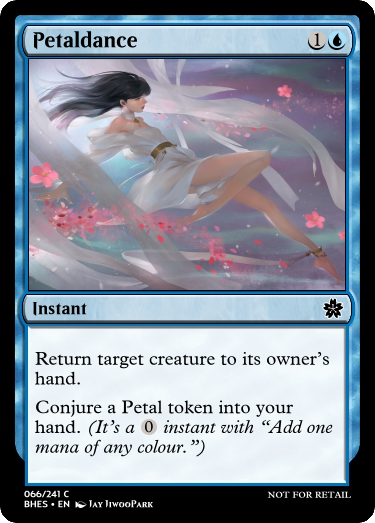 Petaldance 1
Instant
Return target creature to its owner's
hand.
Conjure a Petal token into your
hand. (It's a 0 instant with “Add one
mana of any colour.”)
066/241 C NOT FOR RETAIL
BHES • EN Jay JiwooPark